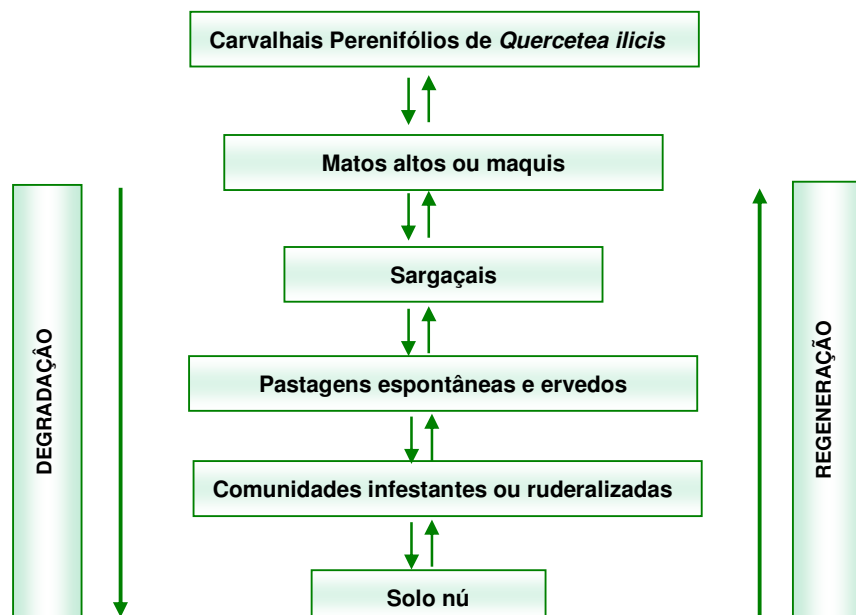 Carvalhais Perenifólios de Quercetea ilicis
Matos altos ou maquis
Sargaçais
Pastagens espontâneas e ervedos
Comunidades infestantes ou ruderalizadas
Solo nú
DEGRADAÇÂO
REGENERAÇÃO